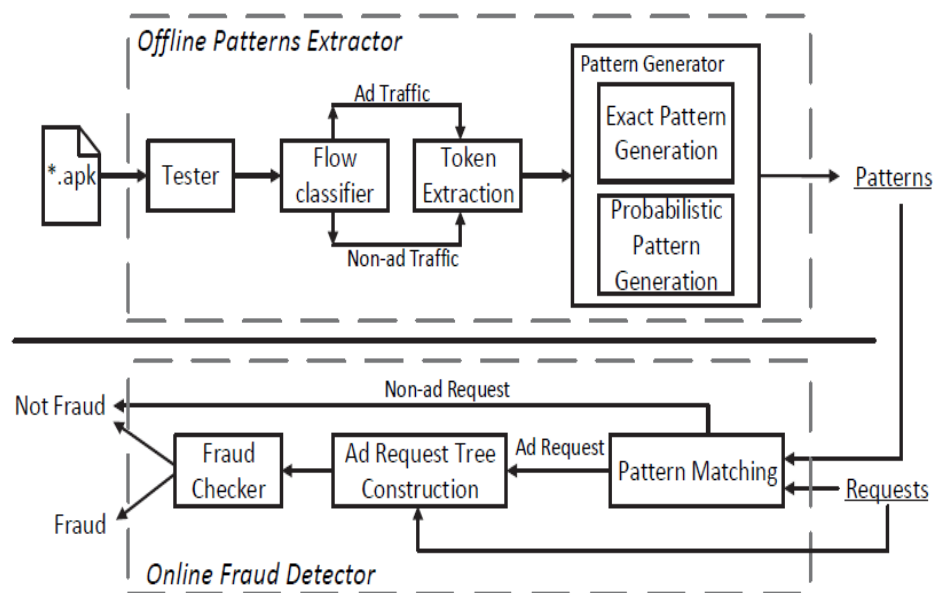 Offline Patterns Extractor
Pattern Generator
Ad Traffic
Exact Pattern
Generation
*.apk
Tester
Flow
classifier
Token
Extraction
Patterns
Probabilistic
Pattern
Generation
Non-ad Traffic
Non-ad Request
Not Fraud
Ad Request
Fraud
Checker
Ad Request Tree
Construction
Pattern Matching
Requests
Fraud
Online Fraud Detector